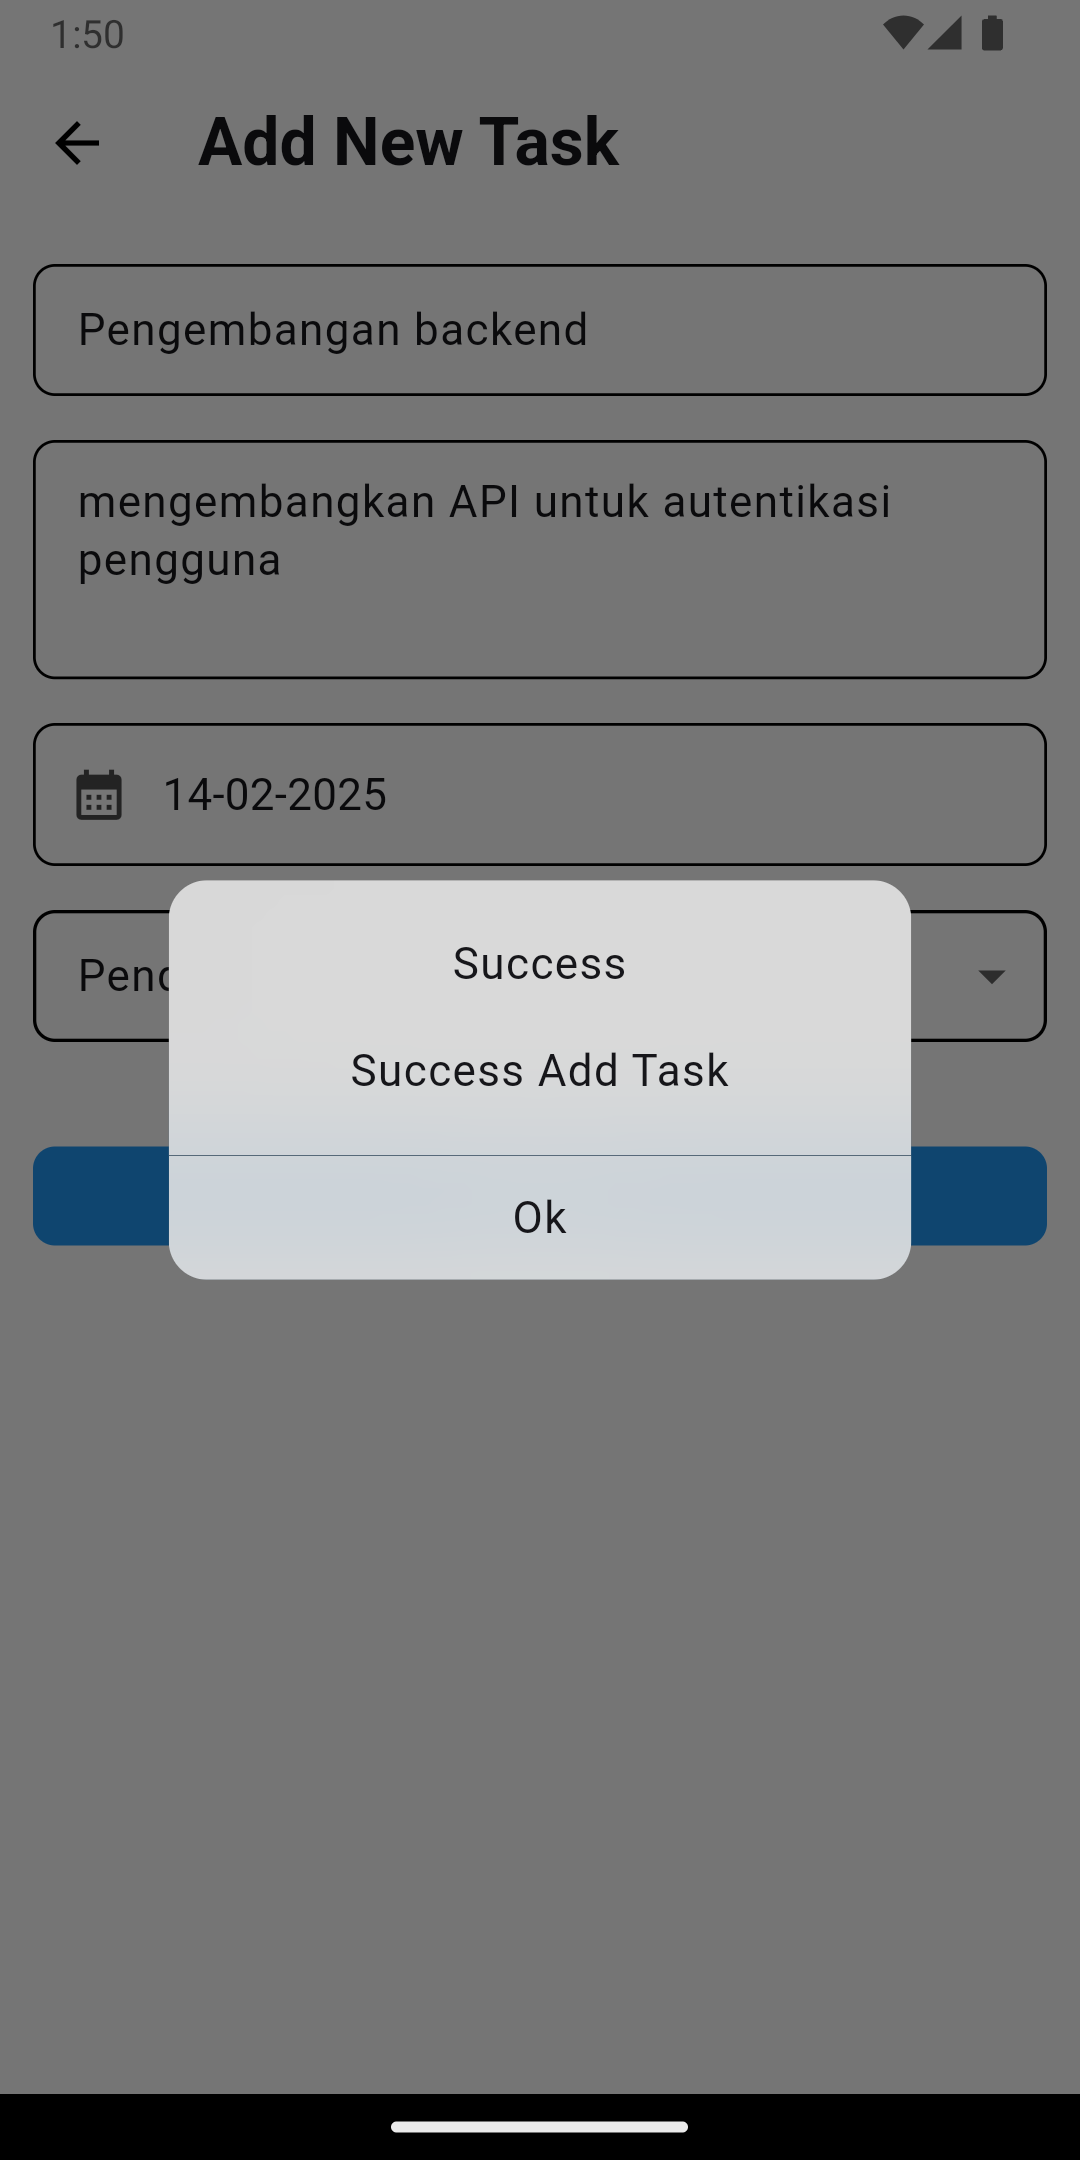 1:50
Add New Task
Pengembangan backend
mengembangkan API untuk autentikasi
pengguna
14-02-2025
Success
Success Add Task
Ok